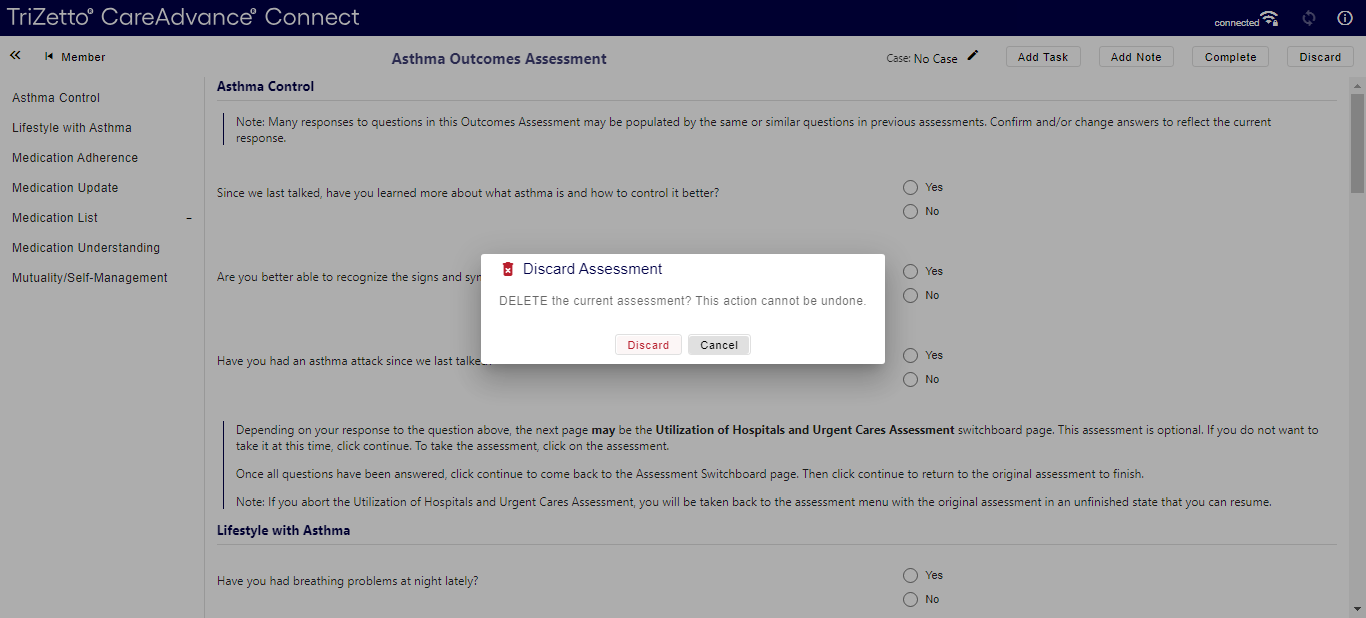 TriZetto® CareAdvance® Connect
connected
Member
Asthma Outcomes Assessment
Case: No Case
Add Task
Add Note
Complete
Discard
Asthma Control
Lifestyle with Asthma
Medication Adherence
Medication Update
Medication List
Medication Understanding
Mutuality/Self-Management
Asthma Control
Note: Many responses to questions in this Outcomes Assessment may be populated by the same or similar questions in previous assessments. Confirm and/or change answers to reflect the current
response.
Since we last talked, have you learned more about what asthma is and how to control it better?
Yes
No
Are you better able to recognize the signs and
Yes
No
Discard Assessment
DELETE the current assessment? This action cannot be undone.
Discard
Cancel
Have you had an asthma attack since we last talked
Yes
No
Depending on your response to the question above, the next page may be the Utilization of Hospitals and Urgent Cares Assessment switchboard page. This assessment is optional. If you do not want to
take it at this time, click continue. To take the assessment, click on the assessment.
Once all questions have been answered, click continue to come back to the Assessment Switchboard page. Then click continue to return to the original assessment to finish.
Note: If you abort the Utilization of Hospitals and Urgent Cares Assessment, you will be taken back to the assessment menu with the original assessment in an unfinished state that you can resume.
Lifestyle with Asthma
Have you had breathing problems at night lately?
Yes
No